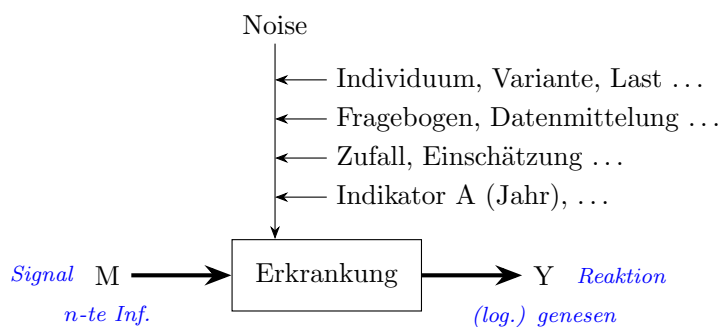 Noise
Individuum, Variante, Last ...
Fragebogen, Datenmittelung ...
Zufall, Einschätzung ...
Indikator A (Jahr), ...
Signal M Erkrankung Y Reaktion
n-te Inf. (log.) genesen